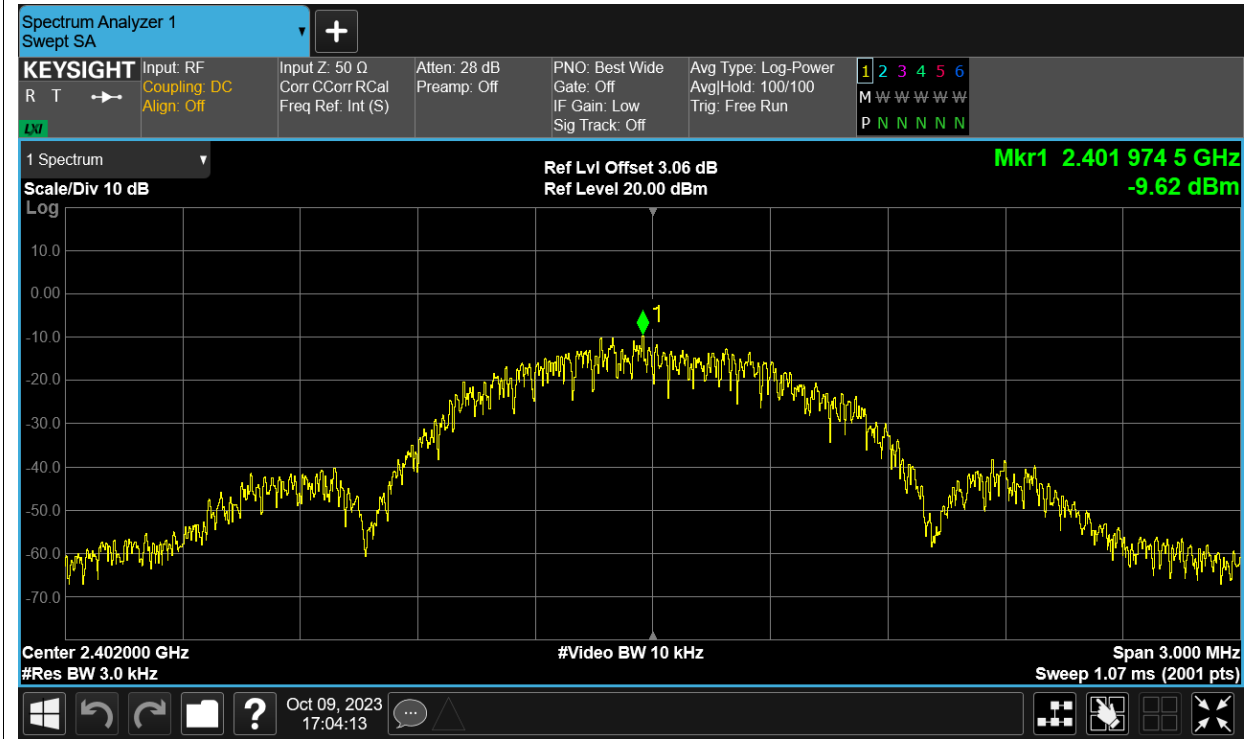 Spectrum Analyzer 1
Swept SA
KEYSIGHT
R T
LXI
Input: RF
Coupling: DC
Align: Off
Input Z: 50 Ω
Corr CCorr RCal
Freq Ref: Int (S)
Atten: 28 dB
Preamp: Off
PNO: Best Wide
Gate: Off
IF Gain: Low
Sig Track: Off
Avg Type: Log-Power
Avg|Hold: 100/100
Trig: Free Run
1 2 3 4 5 6
M W W W W W
P N N N N N
1 Spectrum
Scale/Div 10 dB
Log
Ref Lvl Offset 3.06 dB
Ref Level 20.00 dBm
Mkr1 2.401 974 5 GHz
-9.62 dBm
10.0
0.00
1
-10.0
-20.0
-30.0
-40.0
-50.0
-60.0
-70.0
Center 2.402000 GHz
#Video BW 10 kHz
Span 3.000 MHz
#Res BW 3.0 kHz
Sweep 1.07 ms (2001 pts)
?
Oct 09, 2023
17:04:13